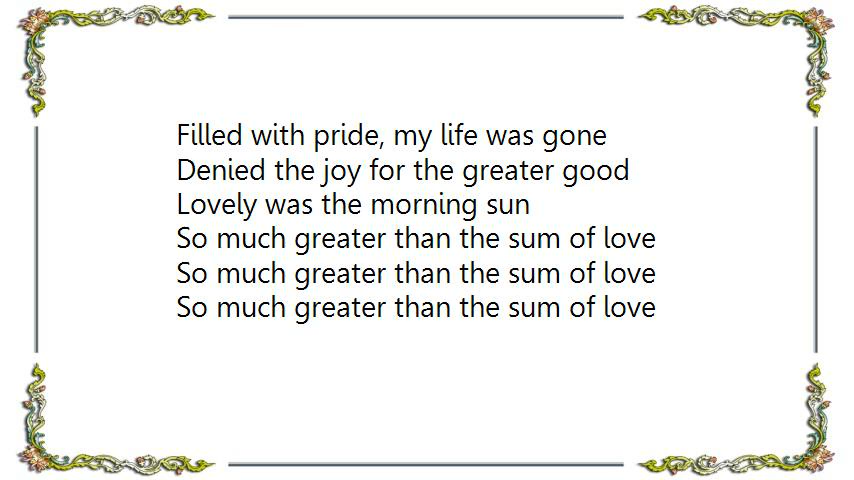 Filled with pride, my life was gone
Denied the joy for the greater good
Lovely was the morning sun
So much greater than the sum of love
So much greater than the sum of love
So much greater than the sum of love